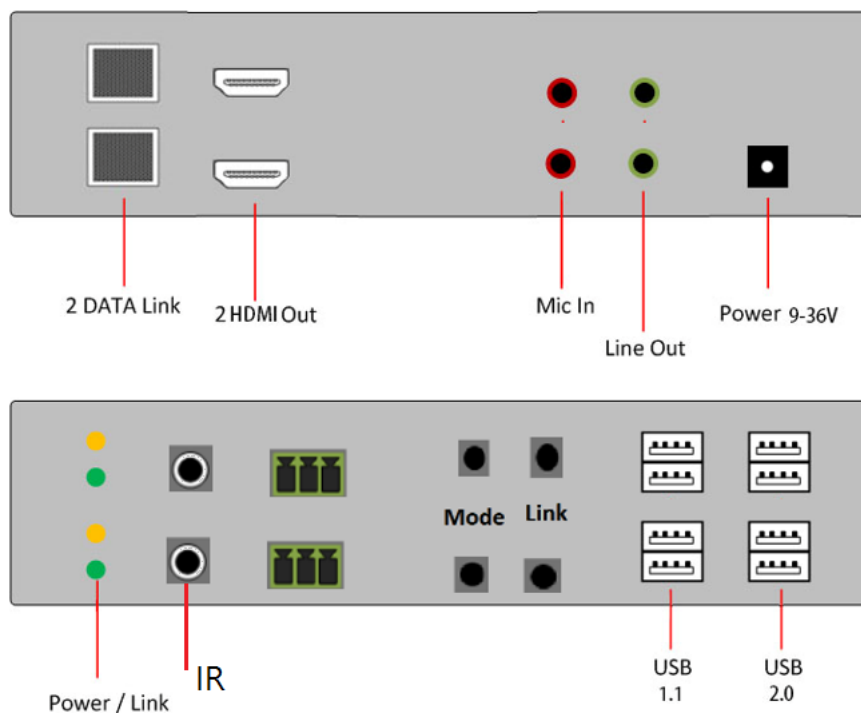 2 DATA Link
2 HDMI Out
Mic In
Line Out
Power 9-36V
Mode
Link
Power / Link
IR
USB
1.1
USB
2.0